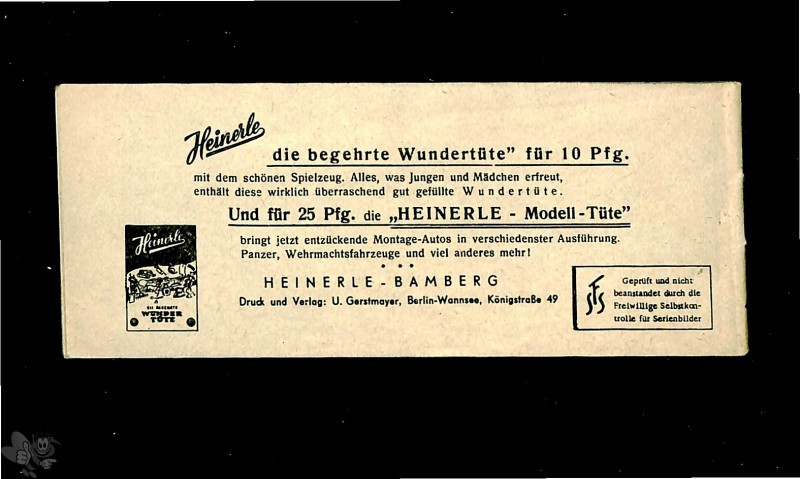 Heinerle
die begehrte Wundertüte" für 10 Pfg.
mit dem schönen Spielzeug. Alles, was Jungen und Mädchen erfreut,
enthält diese wirklich überraschend gut gefüllte Wundertüte.
Und für 25 Pfg. die „HEINERLE - Modell-Tüte"
bringt jetzt entzückende Montage-Autos in verschiedenster Ausführung.
Panzer, Wehrmachtsfahrzeuge und viel anderes mehr!
HEINERLE - BAMBERG
Druck und Verlag: U. Gerstmayer, Berlin-Wannsee, Königstraße 49
Heinerle
DIE BEGEHRTE
WUNDER
TÜTE
SFS
Geprüft und nicht
beanstandet durch die
Freiwillige Selbstkon-
trolle für Serienbilder